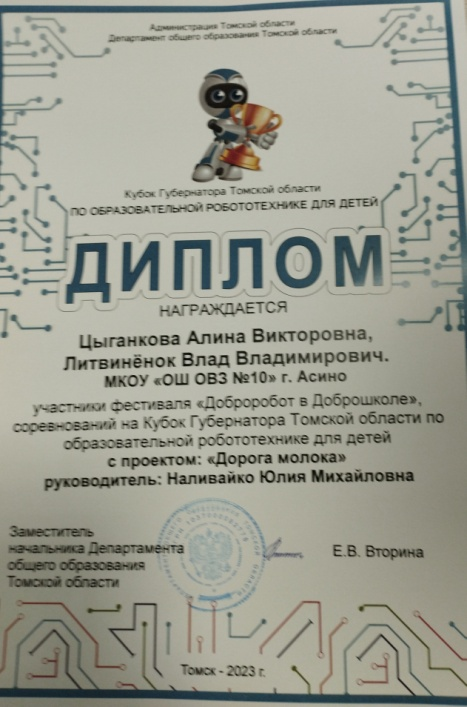 Администрация Томской области
Департамент общего образования Томской области
Кубок Губернатора Томской области
ПО ОБРАЗОВАТЕЛЬНОЙ РОБОТОТЕХНИКЕ ДЛЯ ДЕТЕЙ
ДИПЛОМ
НАГРАЖДАЕТСЯ
Цыганкова Алина Викторовна,
Литвинёнок Влад Владимирович.
МКОУ «ОШ ОВЗ №10» г. Асино
участники фестиваля «Доброробот в Доброшколе»,
соревнований на Кубок Губернатора Томской области по
образовательной робототехнике для детей
с проектом: «Дорога молока»
руководитель: Наливайко Юлия Михайловна
Заместитель
начальника Департамента
общего образования
Томской области
Е.В. Вторина
Томск - 2023 г.